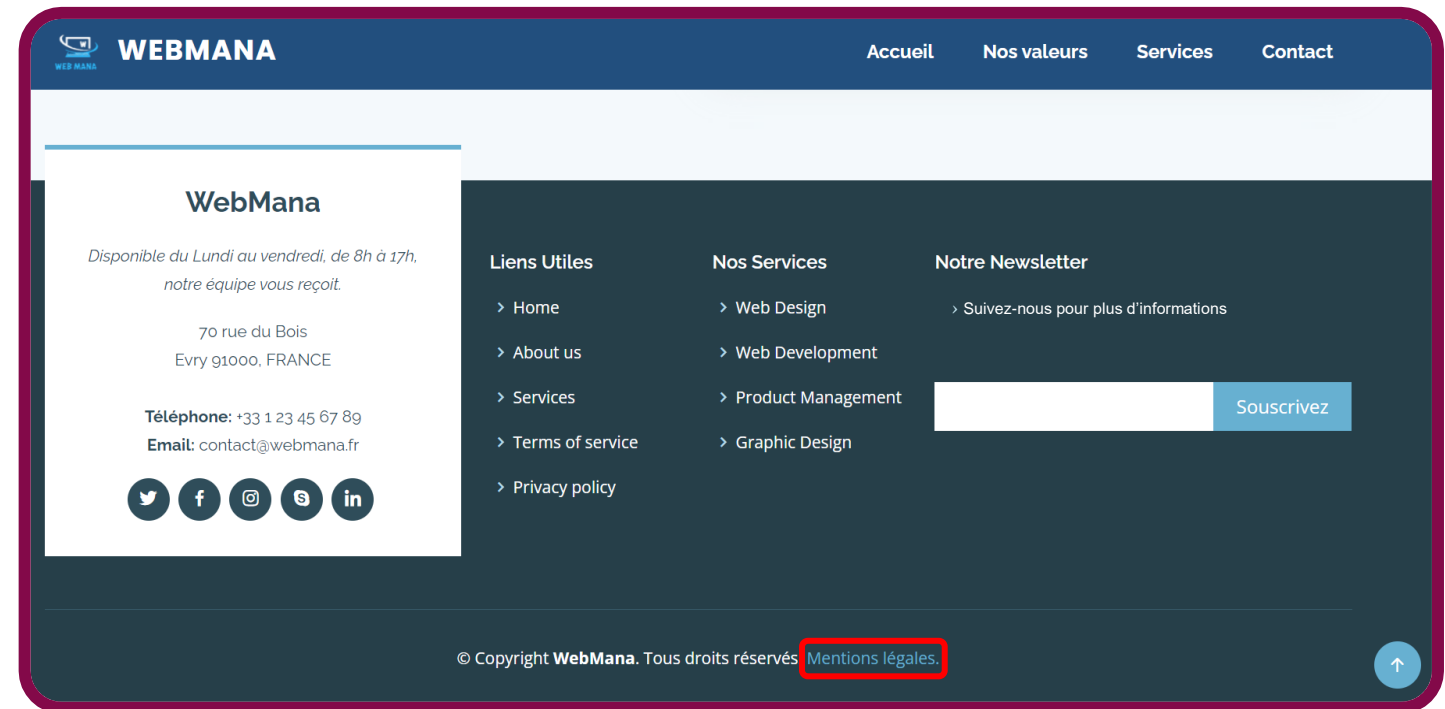 WEB MANA
WEBMANA
Accueil
Nos valeurs
Services
Contact
WebMana
Disponible du Lundi au vendredi, de 8h à 17h,
notre équipe vous reçoit.
70 rue du Bois
Evry 91000, FRANCE
Téléphone: +33 1 23 45 67 89
Email: contact@webmana.fr
Liens Utiles
> Home
> About us
> Services
> Terms of service
> Privacy policy
Nos Services
> Web Design
> Web Development
> Product Management
> Graphic Design
Notre Newsletter
> Suivez-nous pour plus d’informations
Souscrivez
© Copyright WebMana. Tous droits réservés Mentions légales.